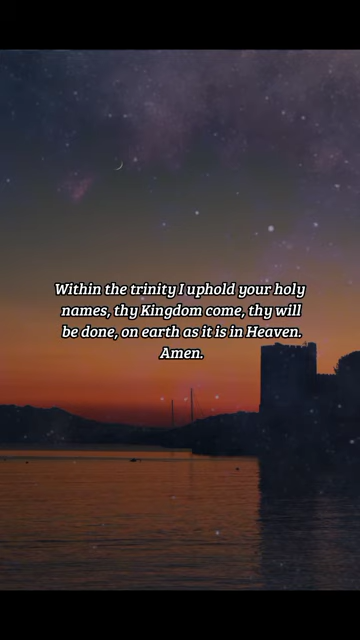 Within the trinity I uphold your holy
names, thy Kingdom come, thy will
be done, on earth as it is in Heaven.
Amen.